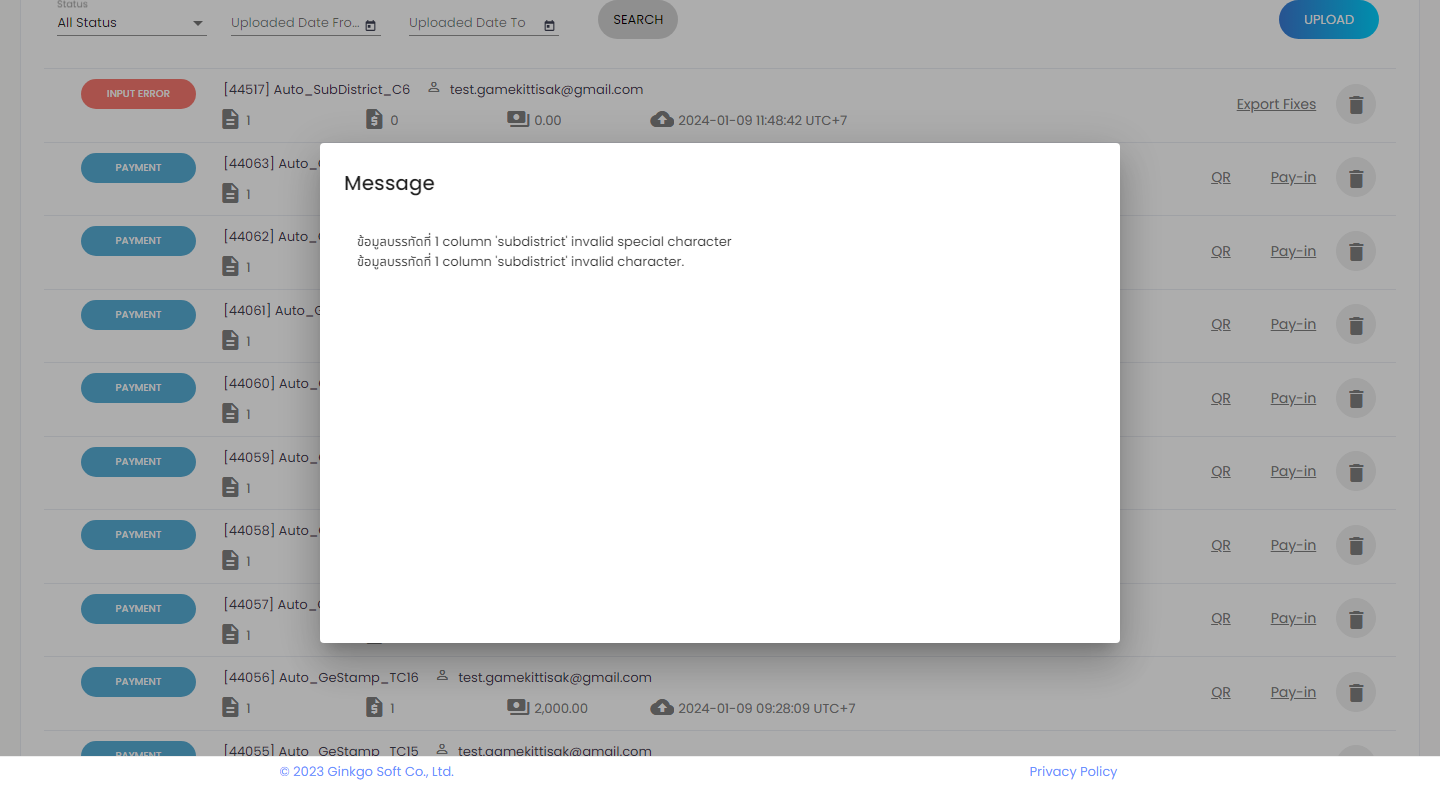 Status
All Status
Uploaded Date Fro...
Uploaded Date To
SEARCH
UPLOAD
INPUT ERROR
[44517] Auto_SubDistrict_C6
test.gamekittisak@gmail.com
1
0
0.00
2024-01-09 11:48:42 UTC+7
Export Fixes
PAYMENT
[44063] Auto_
1
QR
Pay-in
Message
ข้อมูลบรรทัดที่ 1 column 'subdistrict' invalid special character
ข้อมูลบรรทัดที่ 1 column 'subdistrict' invalid character.
PAYMENT
[44062] Auto_
1
QR
Pay-in
PAYMENT
[44061] Auto_G
1
QR
Pay-in
PAYMENT
[44060] Auto_
1
QR
Pay-in
PAYMENT
[44059] Auto_
1
QR
Pay-in
PAYMENT
[44058] Auto_
1
QR
Pay-in
PAYMENT
[44057] Auto_
1
QR
Pay-in
PAYMENT
[44056] Auto_GeStamp_TC16
test.gamekittisak@gmail.com
1
1
2,000.00
2024-01-09 09:28:09 UTC+7
QR
Pay-in
PAYMENT
[44055] Auto_GeStamp_TC15
test.gamekittisak@gmail.com
© 2023 Ginkgo Soft Co., Ltd.
Privacy Policy